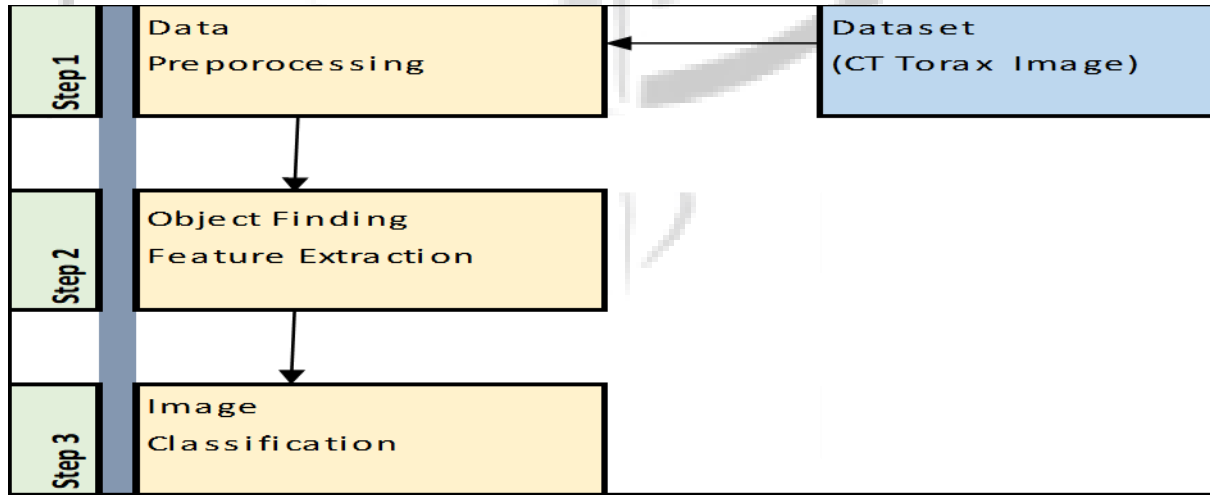 Step 1
Data
Preporocessing
Dataset
(CT Torax Image)
Step 2
Object Finding
Feature Extraction
Step 3
Image
Classification